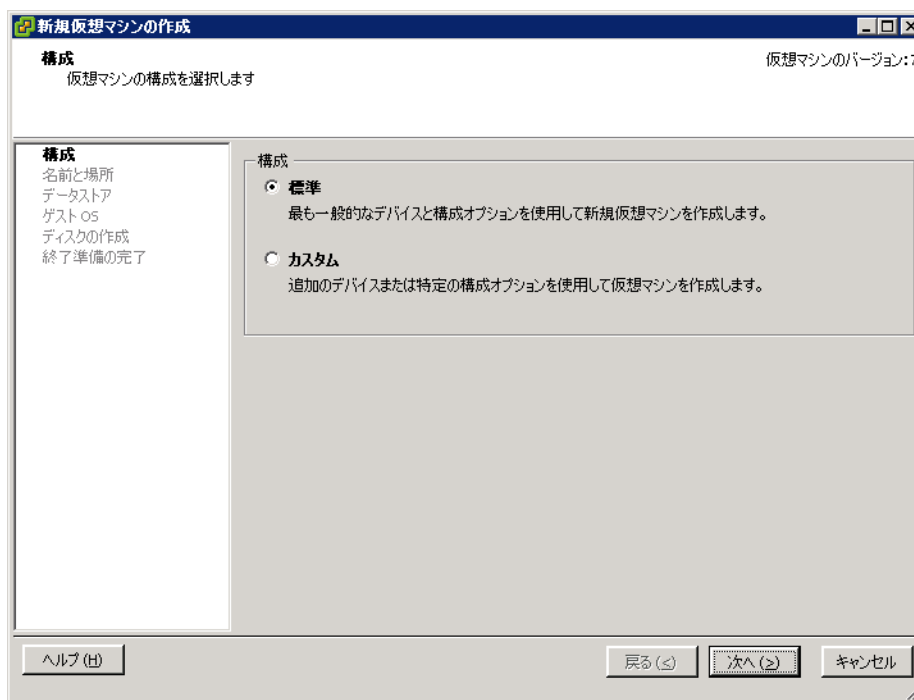 新規仮想マシンの作成
構成
仮想マシンの構成を選択します
仮想マシンのバージョン:7
構成
名前と場所
データストア
ゲスト OS
ディスクの作成
終了準備の完了
構成
標準
最も一般的なデバイスと構成オプションを使用して新規仮想マシンを作成します。
カスタム
追加のデバイスまたは特定の構成オプションを使用して仮想マシンを作成します。
ヘルプ(H)
戻る(<)
次へ(>)
キャンセル